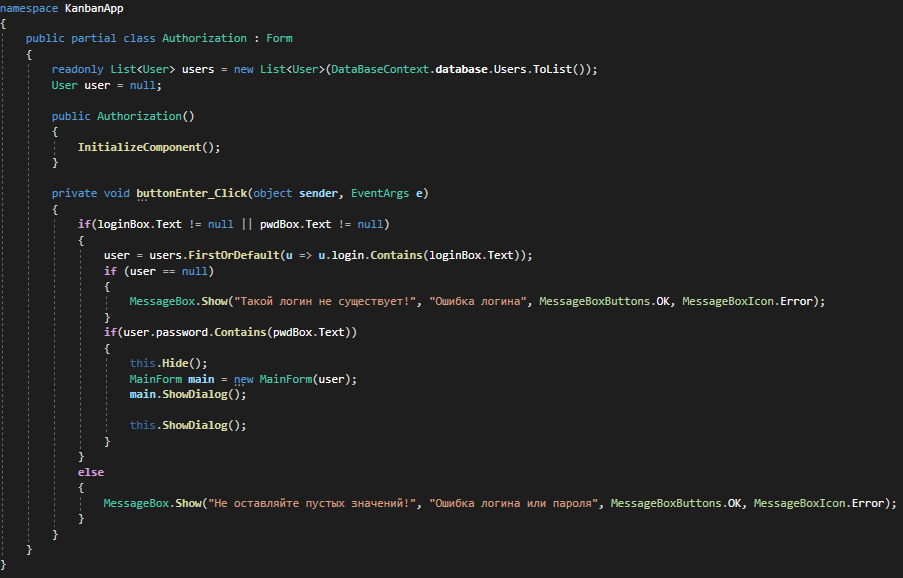 namespace KanbanApp
{
public partial class Authorization : Form
{
readonly List<User> users = new List<User>(DataBaseContext.database.Users.ToList());
User user = null;
public Authorization()
{
InitializeComponent();
}
private void buttonEnter_Click(object sender, EventArgs e)
{
if(loginBox.Text != null || pwdBox.Text != null)
{
user = users.FirstOrDefault(u => u.login.Contains(loginBox.Text));
if (user == null)
{
MessageBox.Show("Такой логин не существует!", "Ошибка логина", MessageBoxButtons.OK, MessageBoxIcon.Error);
}
if(user.password.Contains(pwdBox.Text))
{
this.Hide();
MainForm main = new MainForm(user);
main.ShowDialog();
this.ShowDialog();
}
}
else
{
MessageBox.Show("Не оставляйте пустых значений!", "Ошибка логина или пароля", MessageBoxButtons.OK, MessageBoxIcon.Error);
}
}
}
}